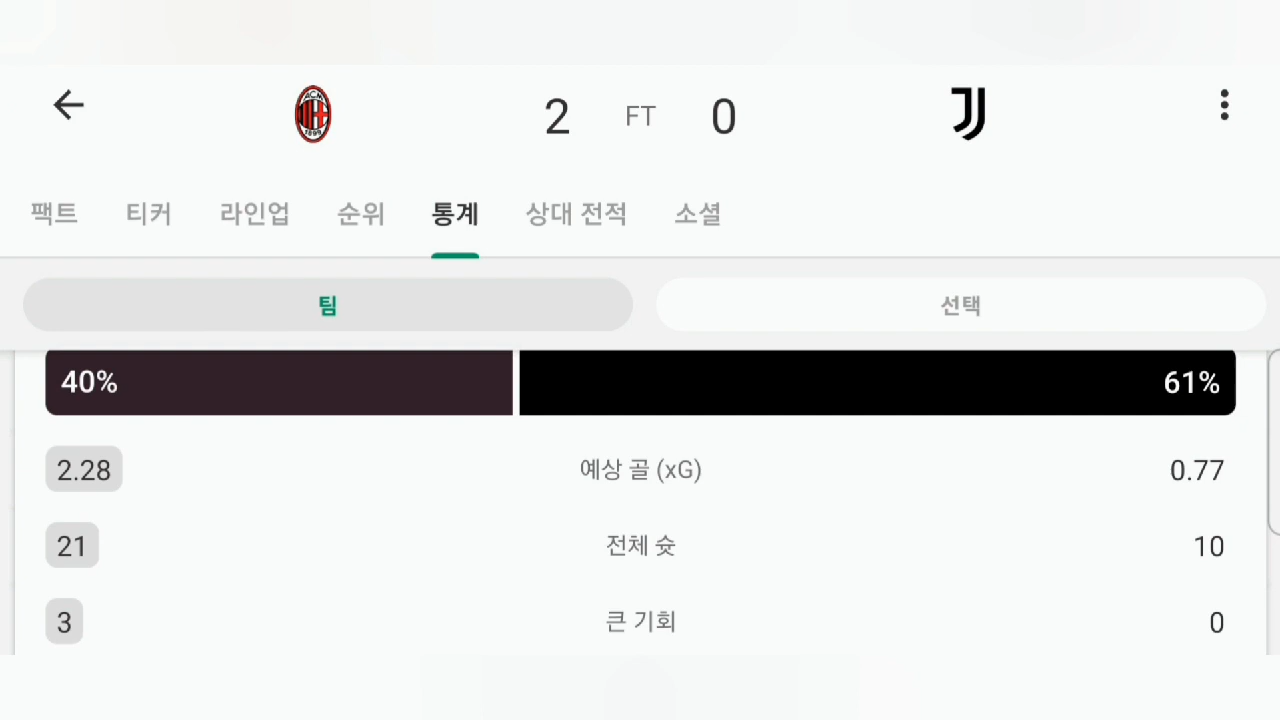 2 FT 0
팩트 티커 라인업 순위 통계 상대 전적 소셜
팀 선택
40% 61%
2.28 예상 골 (xG) 0.77
21 전체 슛 10
3 큰 기회 0